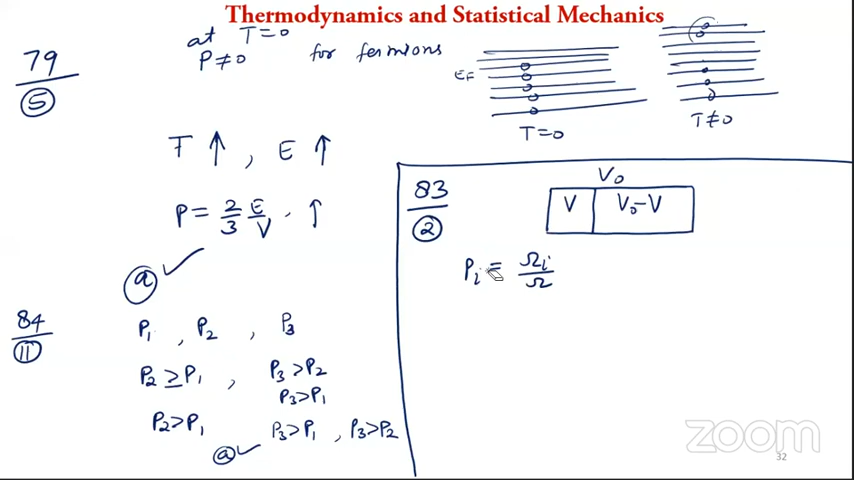 Thermodynamics and Statistical Mechanics
79
5
at T=0
P≠0 for fermions
EF
T=0
T≠0
T ↑ , E ↑
P = 2/3 E/V . ↑
a ✓
84
11
P1 , P2 , P3
P2 ≥ P1 , P3 > P2
P3 > P1
P2 > P1 P3 > P1 , P3 > P2
a ✓
83
2
V0
V V0-V
Pi = Ωi/Ω
zoom
32